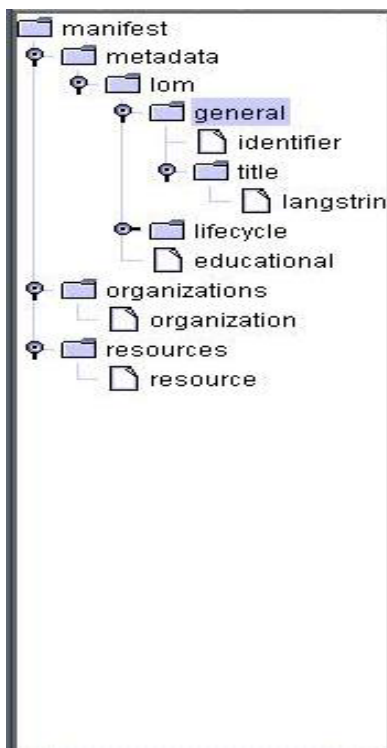 manifest
metadata
lom
general
identifier
title
langstrin
lifecycle
educational
organizations
organization
resources
resource